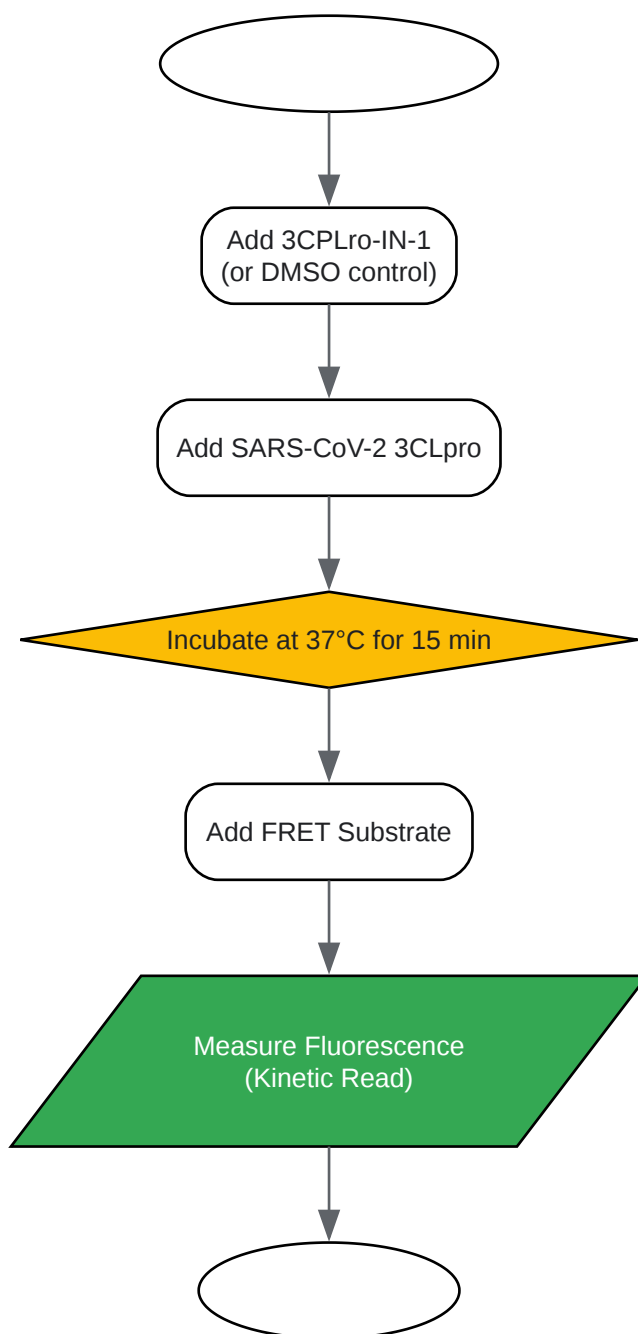 Add 3CPLro-IN-1
(or DMSO control)
Add SARS-CoV-2 3CLpro
Incubate at 37°C for 15 min
Add FRET Substrate
Measure Fluorescence
(Kinetic Read)